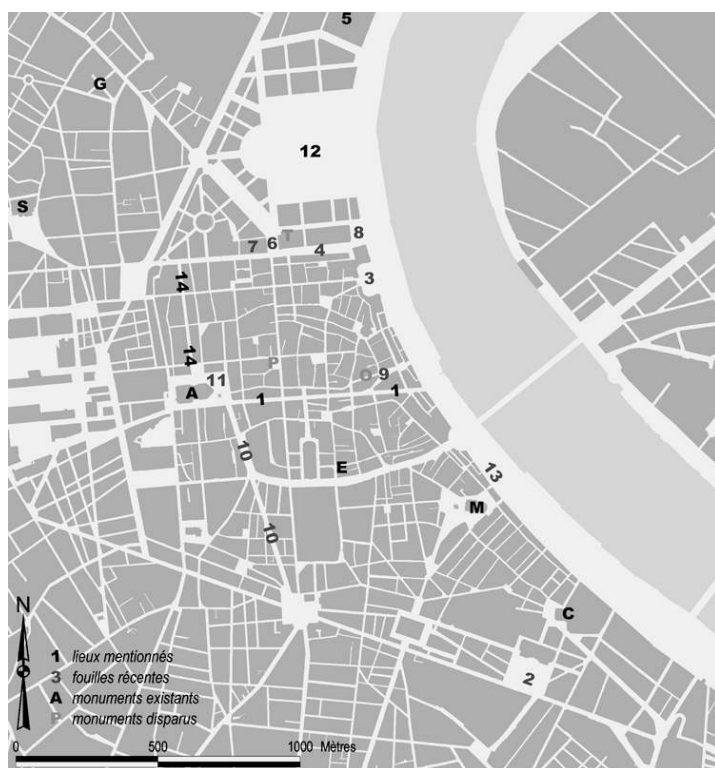 5
G
12
S
8
7 6 T 4
3
14
14
P
11
O 9
A
1 1
10
E
13
M
10
C
2
N
1 lieux mentionnés
3 fouilles récentes
A monuments existants
P monuments disparus
0 500 1000 Mètres